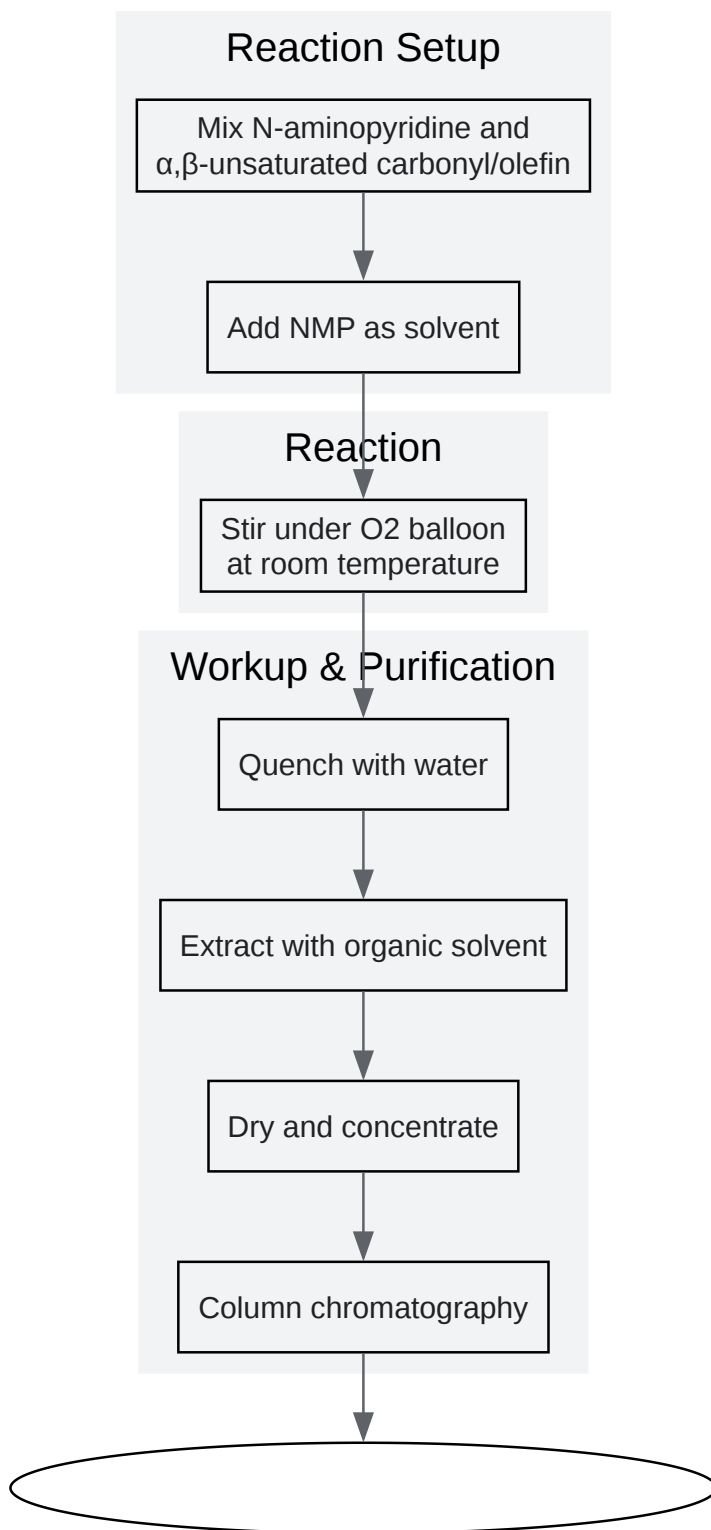 Reaction Setup
Mix N-aminopyridine and
α,β-unsaturated carbonyl/olefin
Add NMP as solvent
Reaction
Stir under O2 balloon
at room temperature
Workup & Purification
Quench with water
Extract with organic solvent
Dry and concentrate
Column chromatography